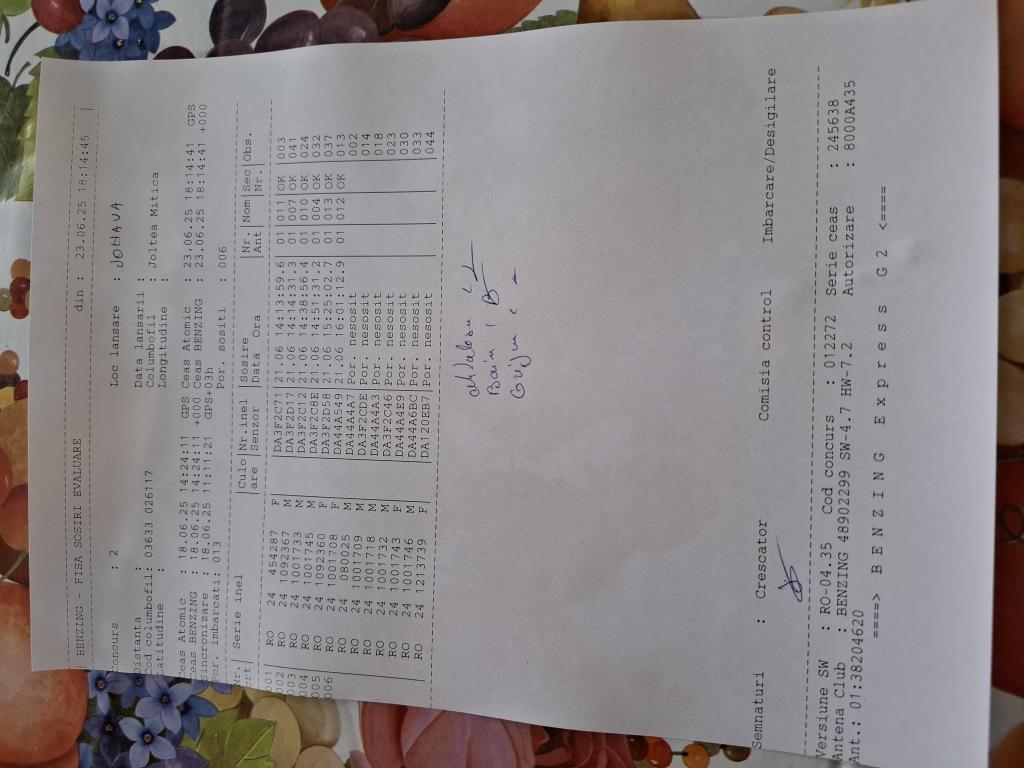 BENZING - FISA SOSIRI EVALUARE din : 23.06.25 18:14:45
Concurs : 2 Loc lansare : JOHAVA
Distanta : Data lansarii :
Cod columbofil: 03633 026117 Columbofil : Joltea Mitica
Latitudine : Longitudine :
Ceas Atomic : 18.06.25 14:24:11 GPS Ceas Atomic : 23.06.25 18:14:41 GPS
Ceas BENZING : 18.06.25 14:24:11 +000 Ceas BENZING : 23.06.25 18:14:41 +000
Sincronizare : 18.06.25 11:11:21 GPS+03h
Por. imbarcati: 013 por. sositi : 006
Nr | Serie inel |Culo|Nr.inel |Sosire |Nr. |Nom|Sec|Obs.
crt| |are |Senzor |Data Ora |Ant |Nr.|
001 RO 24 454287 F DA3F2C71 21.06 14:13:59.6 01 011 OK 003
002 RO 24 1092367 M DA3F2D17 21.06 14:14:31.3 01 007 OK 041
003 RO 24 1001733 M DA3F2C12 21.06 14:38:56.4 01 010 OK 024
004 RO 24 1001745 M DA3F2C8E 21.06 14:51:31.2 01 004 OK 032
005 RO 24 1092360 F DA3F2D58 21.06 15:25:02.7 01 013 OK 037
006 RO 24 1001708 F DA44A549 21.06 16:01:12.9 01 012 OK 013
RO 24 080025 M DA44A4A7 Por. nesosit 002
RO 24 1001709 M DA3F2CDE Por. nesosit 014
RO 24 1001718 M DA44A4A3 Por. nesosit 018
RO 24 1001732 M DA3F2C46 Por. nesosit 023
RO 24 1001743 F DA44A4E9 Por. nesosit 030
RO 24 1001746 M DA44A6BC Por. nesosit 033
RO 24 1213739 F DA120EB7 Por. nesosit 044
Semnaturi : Crescator Comisia control Imbarcare/Desigilare
Versiune SW : RO-04.35 Cod concurs : 012272 Serie ceas : 245638
Antena Club : BENZING 48902299 SW-4.7 HW-7.2 Autorizare : 8000A435
Ant.: 01:38204620
====> B E N Z I N G E x p r e s s G 2 <====